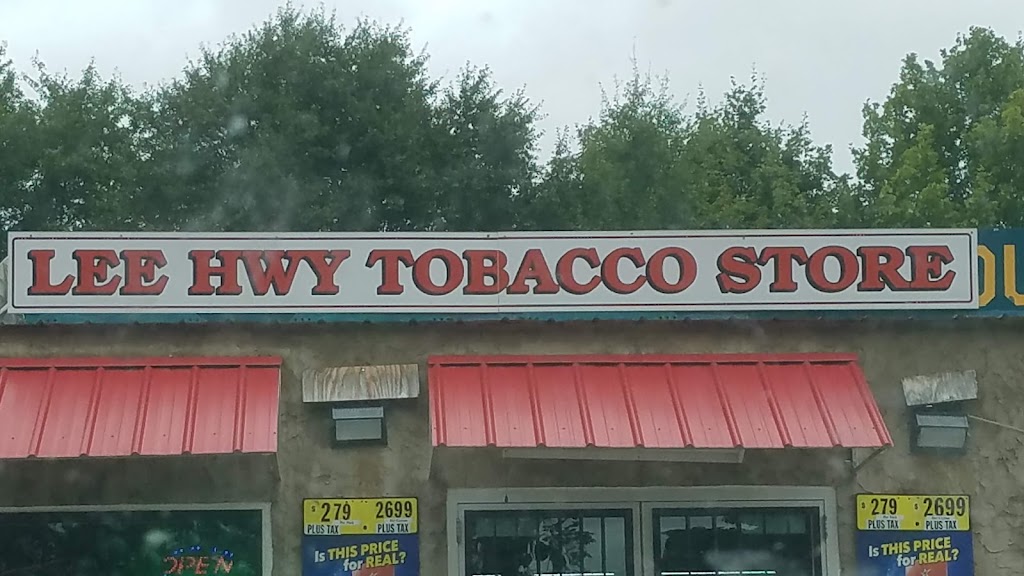 LEE HWY TOBACCO STORE
OU
$279 $2699
PLUS TAX PLUS TAX
Is THIS PRICE
for REAL?
$279 $2699
PLUS TAX PLUS TAX
Is THIS PRICE
for REAL?
OPEN